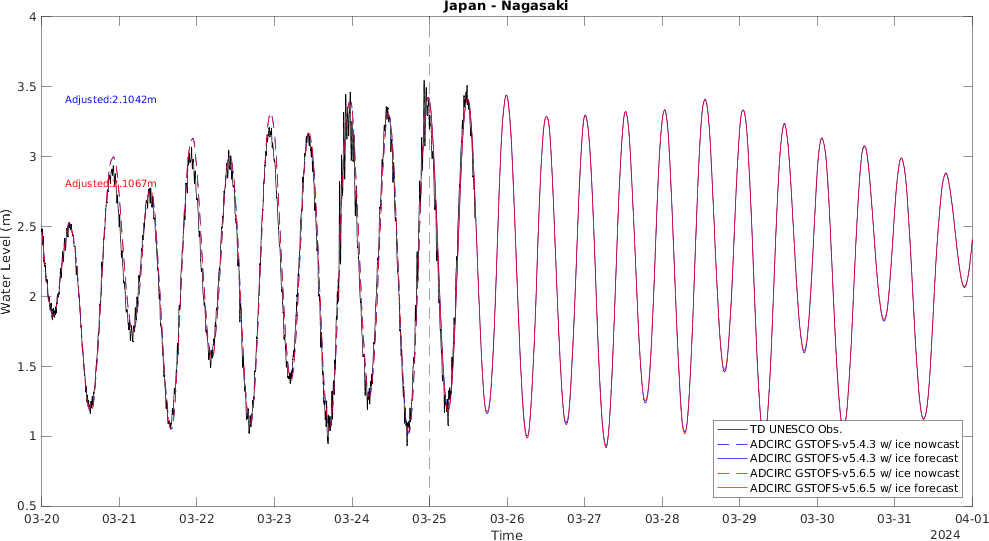 Japan - Nagasaki
4
3.5
3
2.5
2
1.5
1
0.5
Water Level (m)
Adjusted:2.1042m
Adjusted:2.1067m
TD UNESCO Obs.
ADCIRC GSTOFS-v5.4.3 w/ ice nowcast
ADCIRC GSTOFS-v5.4.3 w/ ice forecast
ADCIRC GSTOFS-v5.6.5 w/ ice nowcast
ADCIRC GSTOFS-v5.6.5 w/ ice forecast
03-20 03-21 03-22 03-23 03-24 03-25 03-26 03-27 03-28 03-29 03-30 03-31 04-01
Time
2024